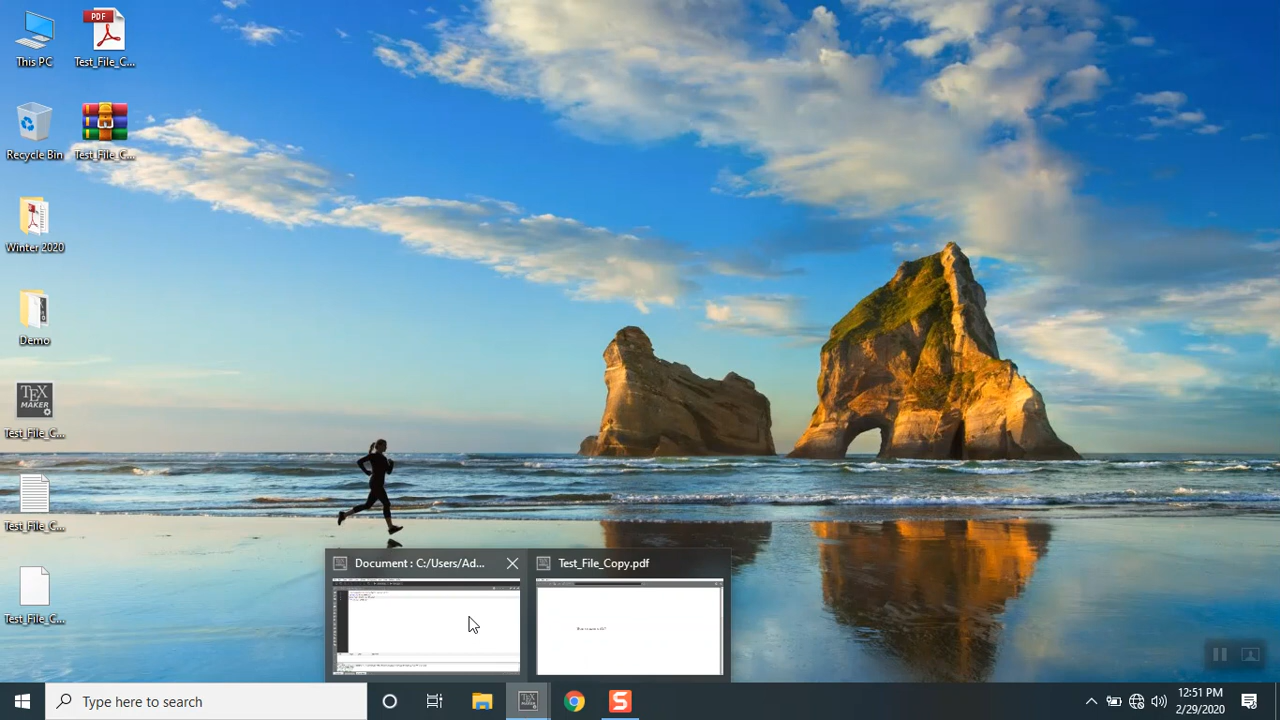 This PC
PDF
Test_File_C...
Recycle Bin
Test_File_C...
Winter 2020
Demo
TEX
MAKER
Test_File_C...
Test_File_C...
Test_File_C...
Document : C:/Users/Ad...
Test_File_Copy.pdf
Type here to search
S
12:51 PM
2/29/2020